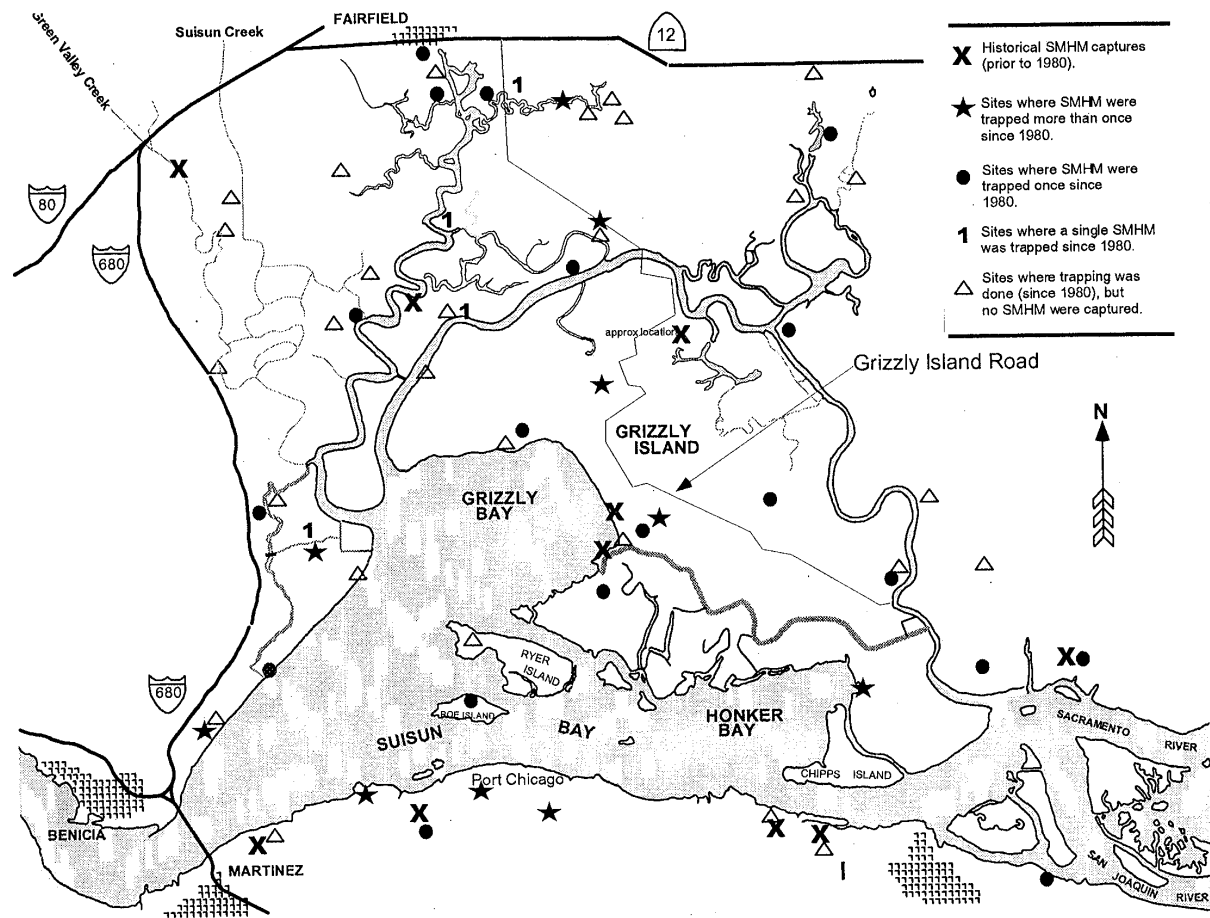 FAIRFIELD
12
Suisun Creek
Green Valley Creek
80
680
X Historical SMHM captures
(prior to 1980).
Sites where SMHM were
trapped more than once
since 1980.
Sites where SMHM were
trapped once since
1980.
1 Sites where a single SMHM
was trapped since 1980.
Sites where trapping was
done (since 1980), but
no SMHM were captured.
1
X
1
X
1
approx.location
X
Grizzly Island Road
N
GRIZZLY
ISLAND
GRIZZLY
BAY
X
1
X
RYER
ISLAND
X
680
ROE ISLAND
HONKER
BAY
SUISUN
BAY
SACRAMENTO
RIVER
CHIPPS ISLAND
Port Chicago
X
X
X
X
BENICIA
MARTINEZ
SAN
JOAQUIN
RIVER